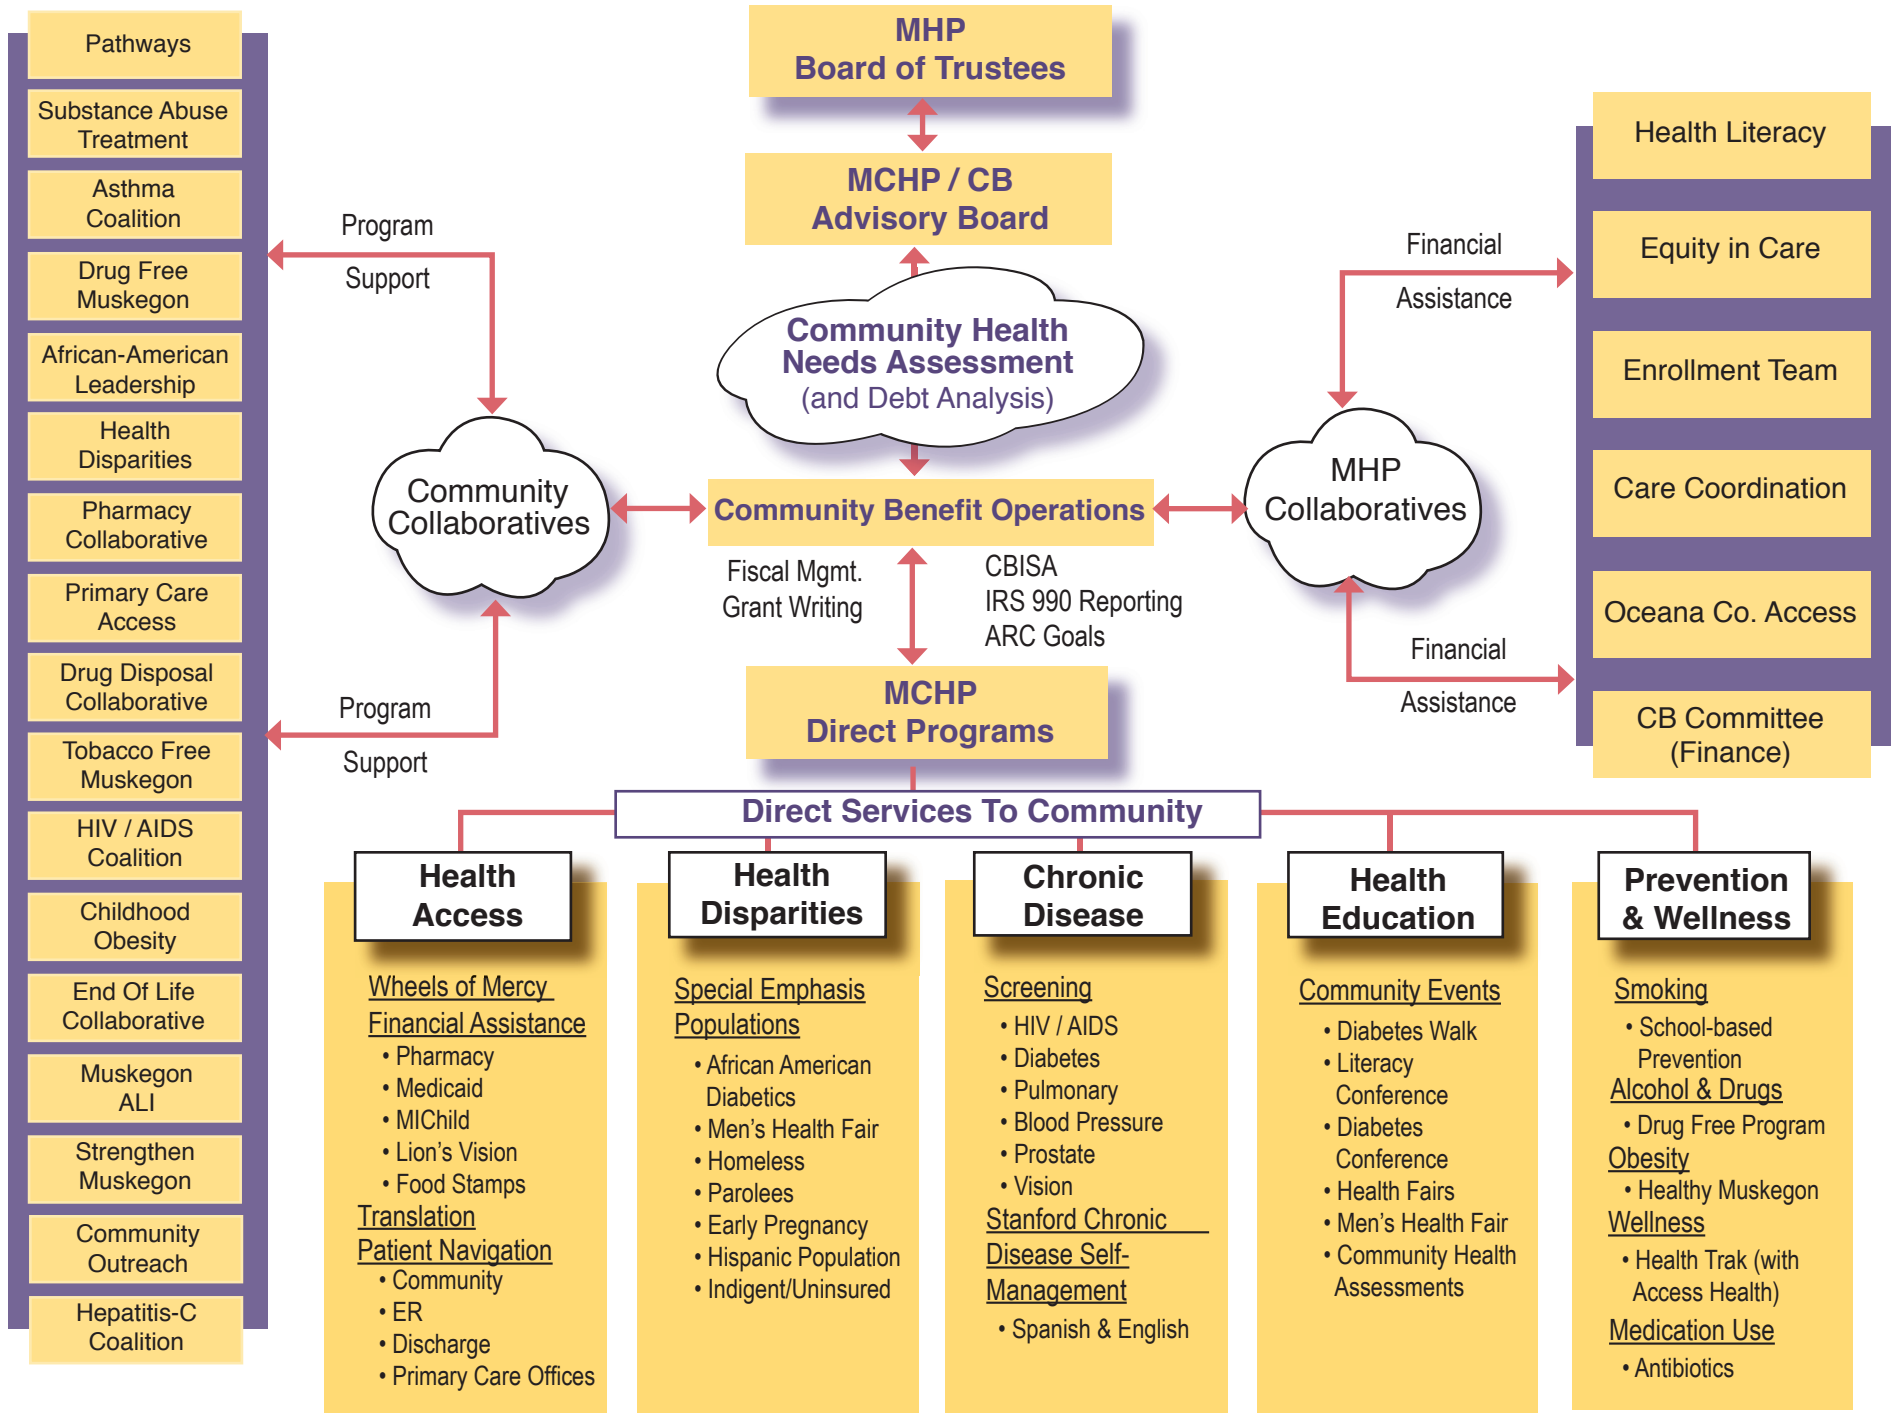 Pathways
Substance Abuse
Treatment
Asthma
Coalition
Drug Free
Muskegon
African-American
Leadership
Health
Disparities
Pharmacy
Collaborative
Primary Care
Access
Drug Disposal
Collaborative
Tobacco Free
Muskegon
HIV / AIDS
Coalition
Childhood
Obesity
End Of Life
Collaborative
Muskegon
ALI
Strengthen
Muskegon
Community
Outreach
Hepatitis-C
Coalition
Program
Support
Community
Collaboratives
Program
Support
MHP
Board of Trustees
MCHP / CB
Advisory Board
Community Health
Needs Assessment
(and Debt Analysis)
Community Benefit Operations
Fiscal Mgmt.
Grant Writing
CBISA
IRS 990 Reporting
ARC Goals
MCHP
Direct Programs
Financial
Assistance
MHP
Collaboratives
Financial
Assistance
Health Literacy
Equity in Care
Enrollment Team
Care Coordination
Oceana Co. Access
CB Committee
(Finance)
Direct Services To Community
Health
Access
Wheels of Mercy
Financial Assistance
• Pharmacy
• Medicaid
• MIChild
• Lion's Vision
• Food Stamps
Translation
Patient Navigation
• Community
• ER
• Discharge
• Primary Care Offices
Health
Disparities
Special Emphasis
Populations
• African American
Diabetics
• Men's Health Fair
• Homeless
• Parolees
• Early Pregnancy
• Hispanic Population
• Indigent/Uninsured
Chronic
Disease
Screening
• HIV / AIDS
• Diabetes
• Pulmonary
• Blood Pressure
• Prostate
• Vision
Stanford Chronic
Disease Self-
Management
• Spanish & English
Health
Education
Community Events
• Diabetes Walk
• Literacy
Conference
• Diabetes
Conference
• Health Fairs
• Men's Health Fair
• Community Health
Assessments
Prevention
& Wellness
Smoking
• School-based
Prevention
Alcohol & Drugs
• Drug Free Program
Obesity
• Healthy Muskegon
Wellness
• Health Trak (with
Access Health)
Medication Use
• Antibiotics